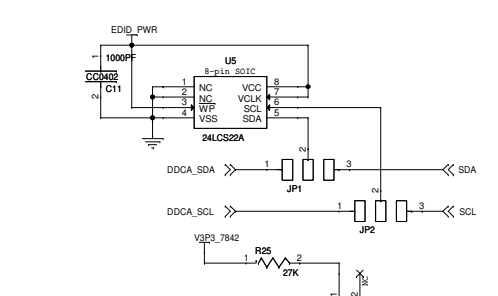 EDID_PWR
1
1000PF
CC0402
C11
2
U5
8-pin SOIC
1 NC VCC 8
2 NC VCLK 7
3 WP SCL 6
4 VSS SDA 5
24LCS22A
2
DDCA_SDA 1 3 SDA
JP1
2
DDCA_SCL 1 3 SCL
JP2
V3P3_7842
R25
1 2
27K
NC
1 2